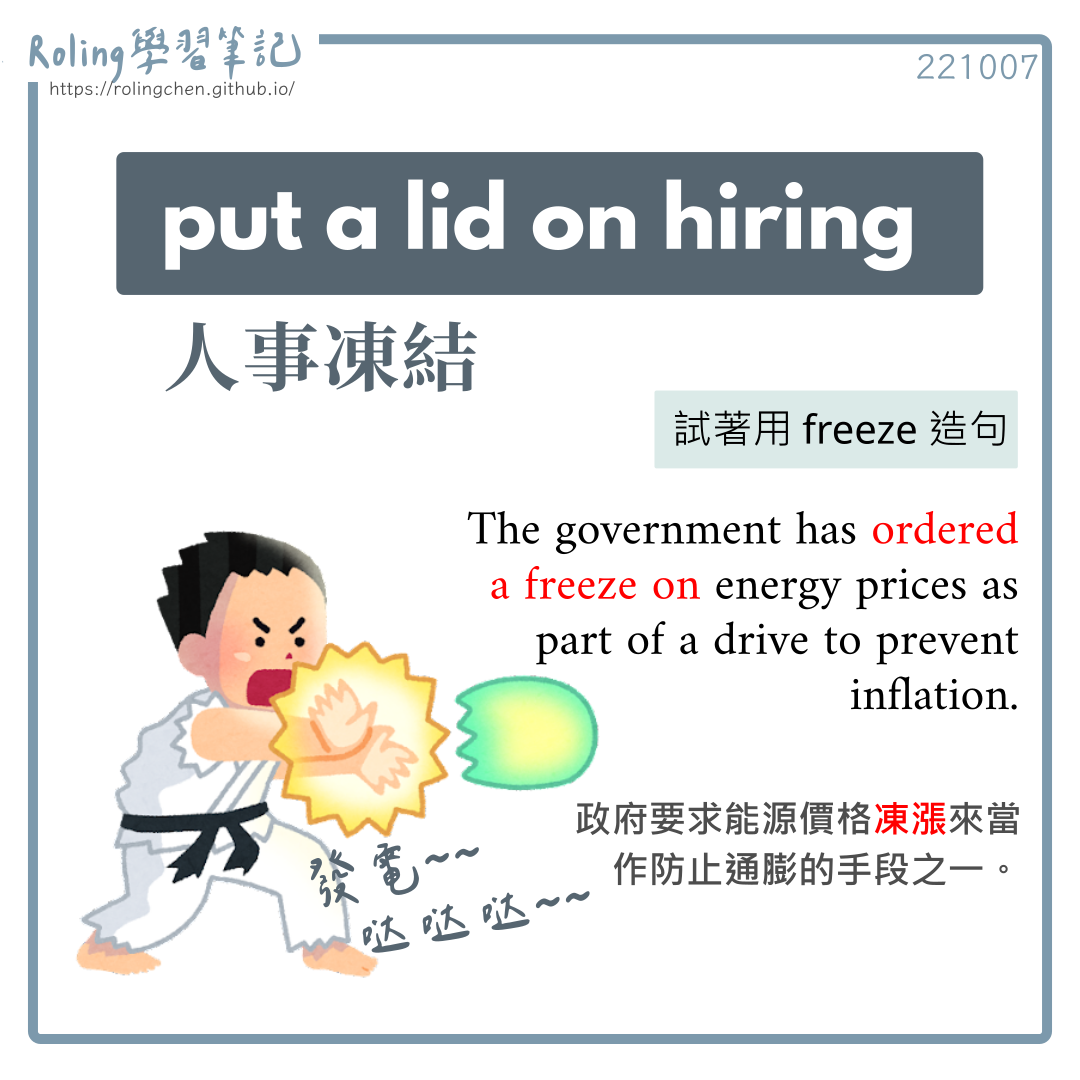 Roling學習筆記
https://rolingchen.github.io/
221007
put a lid on hiring
人事凍結
試著用 freeze 造句
The government has ordered
a freeze on energy prices as
part of a drive to prevent
inflation.
政府要求能源價格凍漲來當
作防止通膨的手段之一。
發電~~
哒哒哒~~